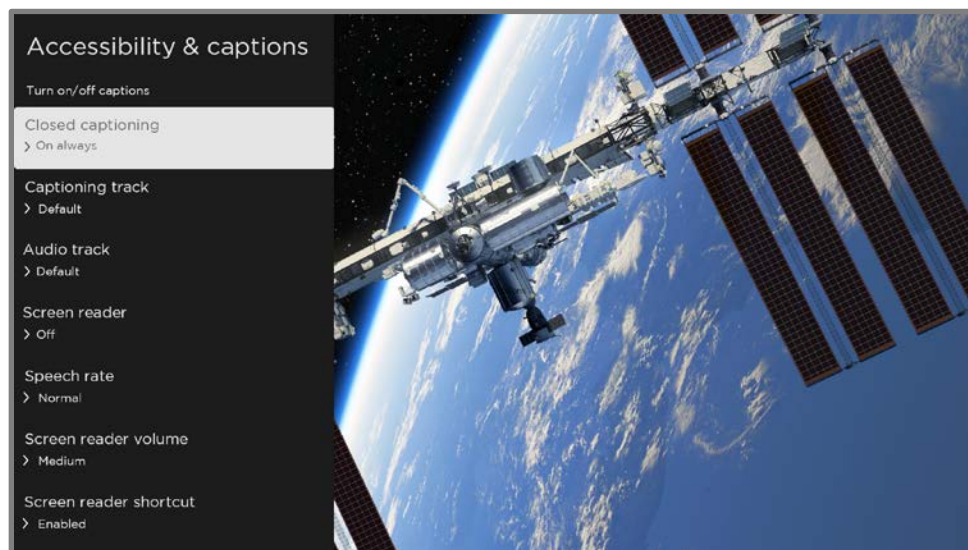 Accessibility & captions
Turn on/off captions
Closed captioning
On always
Captioning track
Default
Audio track
Default
Screen reader
Off
Speech rate
Normal
Screen reader volume
Medium
Screen reader shortcut
Enabled